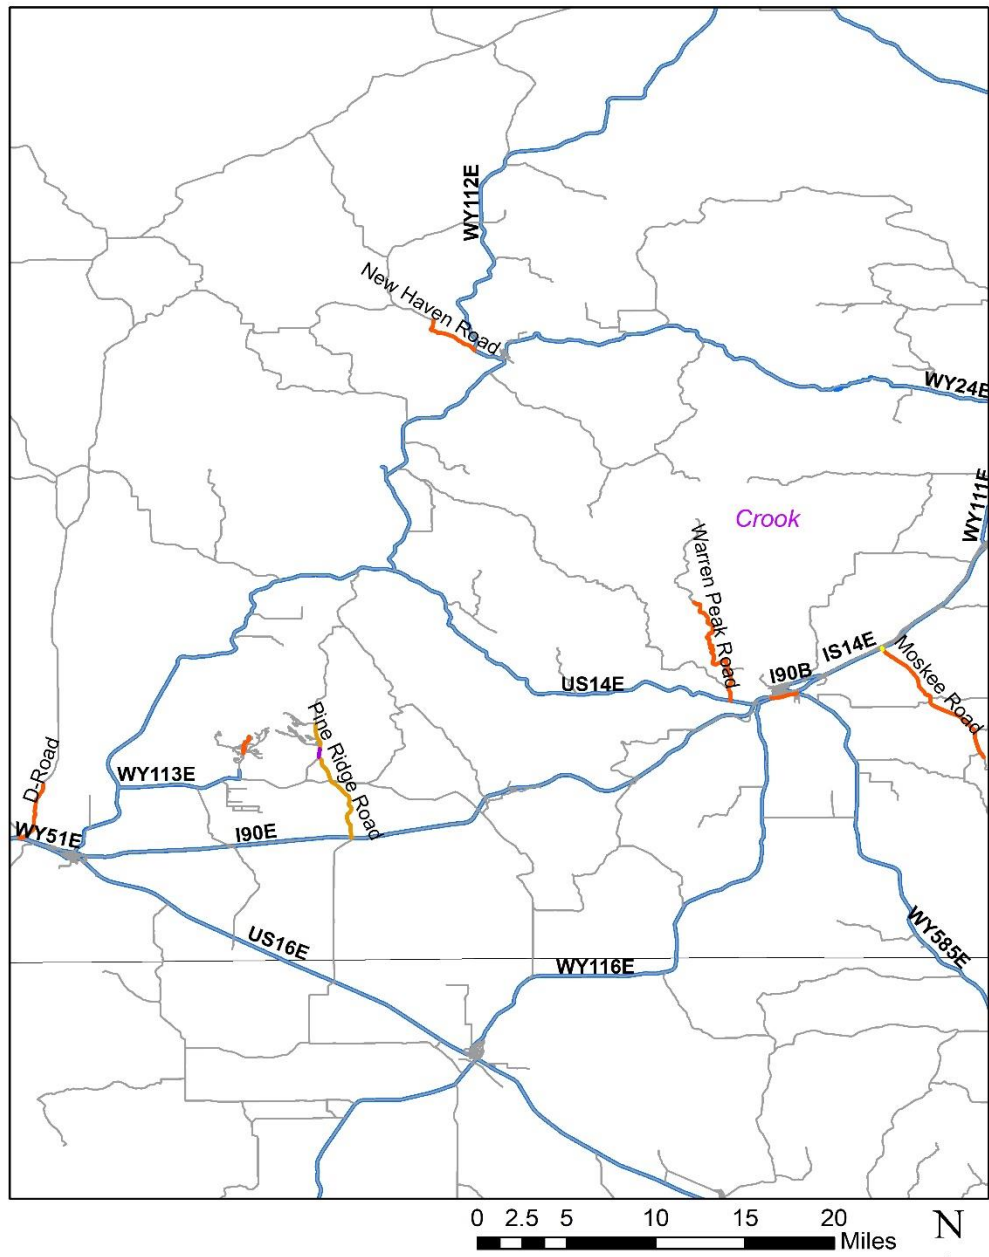 WY112E
New Haven Road
WY24E
WY111E
Crook
Warren Peak Road
IS14E
Moskee Road
I90B
US14E
Pine Ridge Road
D-Road
WY113E
WY51E
I90E
US16E
WY585E
WY116E
0 2.5 5 10 15 20
Miles
N